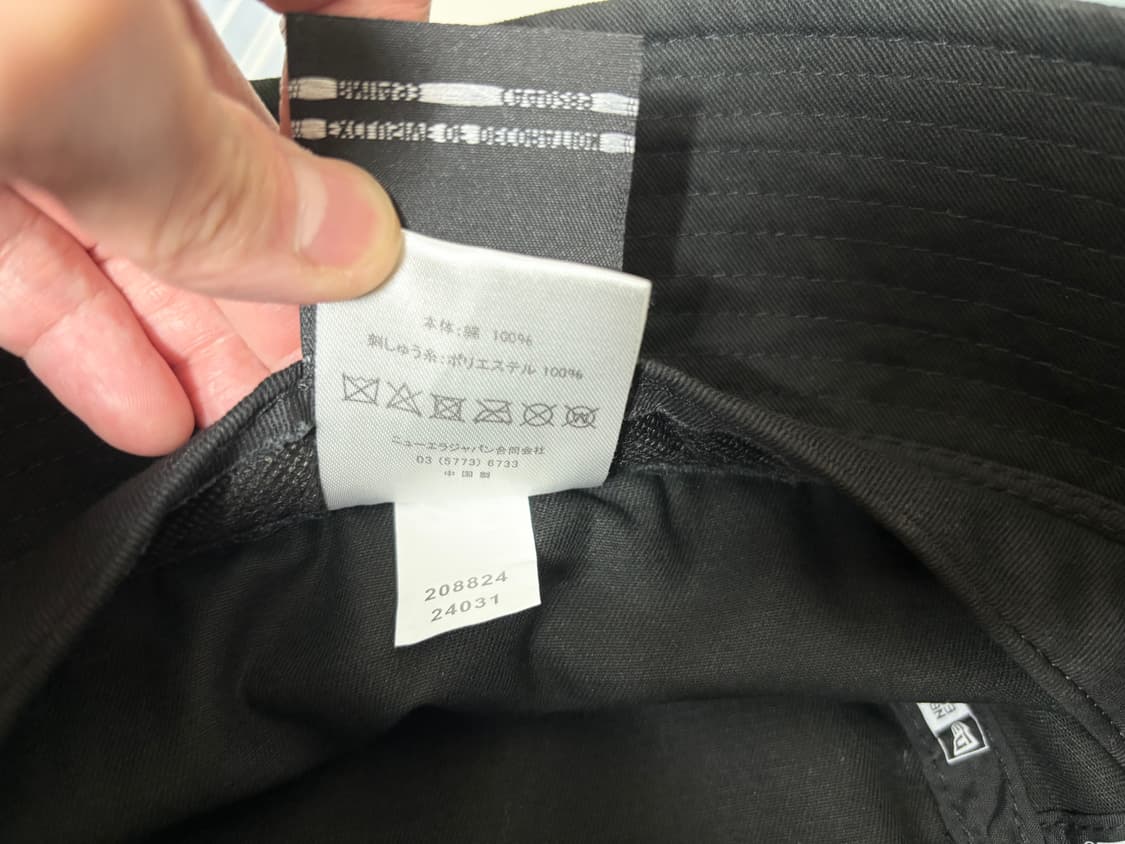 本体:綿 100%
刺しゅう糸:ポリエステル 100%
ニューエラジャパン合同会社
03 (5773) 6733
中国製
208824
24031